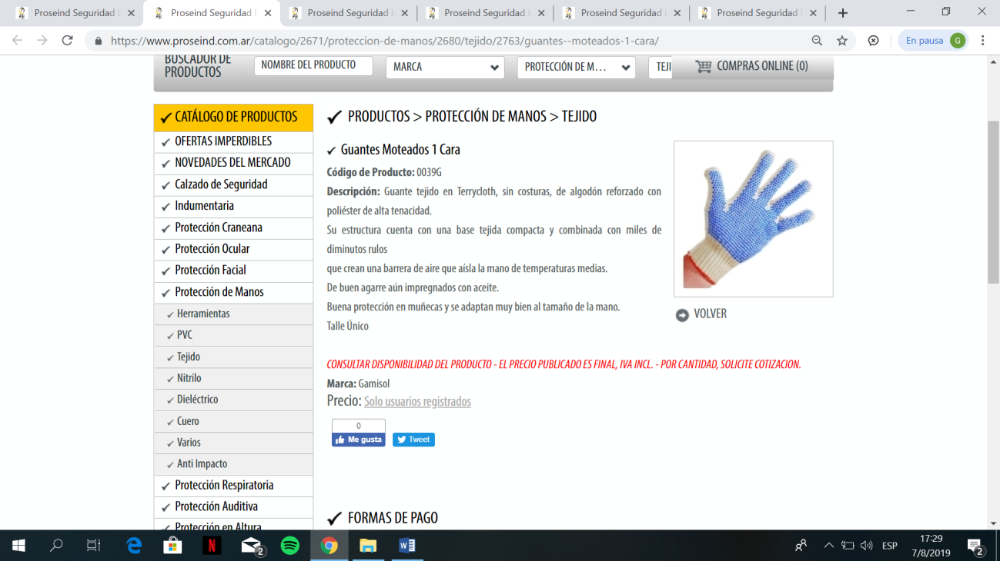 Proseind Seguridad
Proseind Seguridad
Proseind Seguridad
Proseind Seguridad
Proseind Seguridad
Proseind Seguridad
https://www.proseind.com.ar/catalogo/2671/proteccion-de-manos/2680/tejido/2763/guantes--moteados-1-cara/
En pausa
G
BUSCADOR DE
PRODUCTOS
NOMBRE DEL PRODUCTO
MARCA
PROTECCIÓN DE M...
TEJI
COMPRAS ONLINE (0)
CATÁLOGO DE PRODUCTOS
OFERTAS IMPERDIBLES
NOVEDADES DEL MERCADO
Calzado de Seguridad
Indumentaria
Protección Craneana
Protección Ocular
Protección Facial
Protección de Manos
Herramientas
PVC
Tejido
Nitrilo
Dieléctrico
Cuero
Varios
Anti Impacto
Protección Respiratoria
Protección Auditiva
Protección en Altura
PRODUCTOS > PROTECCIÓN DE MANOS > TEJIDO
Guantes Moteados 1 Cara
Código de Producto: 0039G
Descripción: Guante tejido en Terrycloth, sin costuras, de algodón reforzado con
poliéster de alta tenacidad.
Su estructura cuenta con una base tejida compacta y combinada con miles de
diminutos rulos
que crean una barrera de aire que aísla la mano de temperaturas medias.
De buen agarre aún impregnados con aceite.
Buena protección en muñecas y se adaptan muy bien al tamaño de la mano.
Talle Único
VOLVER
CONSULTAR DISPONIBILIDAD DEL PRODUCTO - EL PRECIO PUBLICADO ES FINAL, IVA INCL. - POR CANTIDAD, SOLICITE COTIZACION.
Marca: Gamisol
Precio: Solo usuarios registrados
0
Me gusta
Tweet
FORMAS DE PAGO
2
ESP
17:29
7/8/2019
2